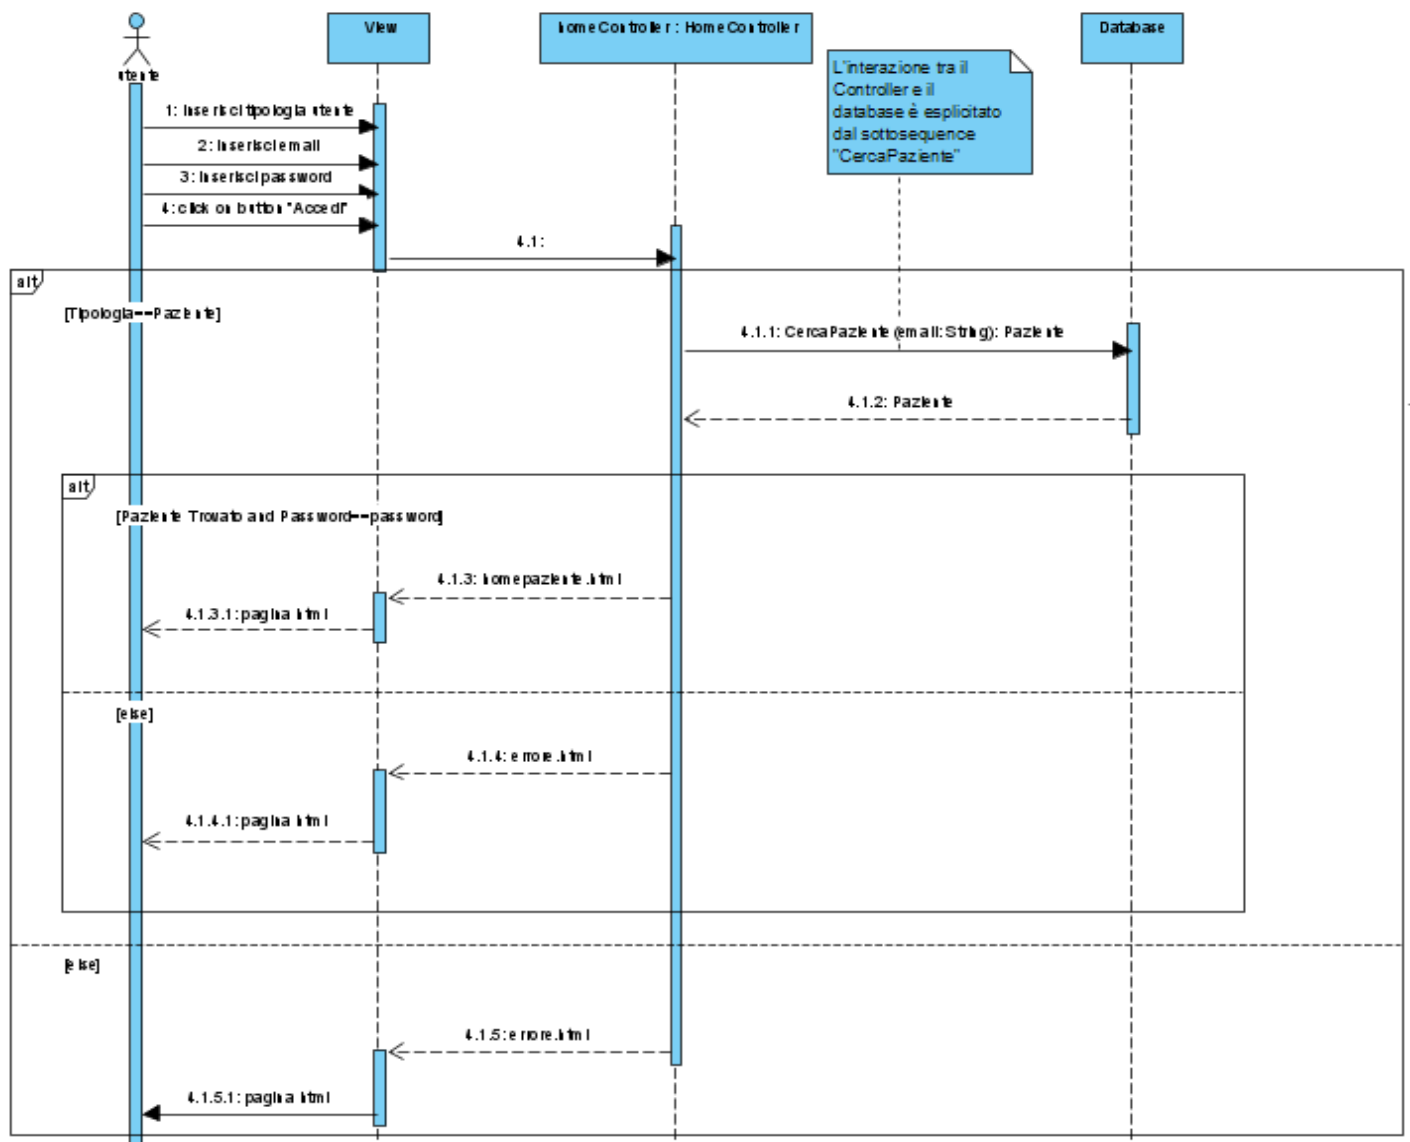 utente
View
homeController : HomeController
Database
L'interazione tra il
Controller e il
database è esplicitato
dal sottosequence
"CercaPaziente"
1: Inserisci tipologia utente
2: Inserisci email
3: Inserisci password
4: click on button "Accedi"
4.1:
alt
[Tipologia==Paziente]
4.1.1: CercaPaziente(email: String): Paziente
4.1.2: Paziente
alt
[Paziente Trovato and Password==password]
4.1.3: homepaziente.html
4.1.3.1: pagina html
[else]
4.1.4: errore.html
4.1.4.1: pagina html
[else]
4.1.5: errore.html
4.1.5.1: pagina html